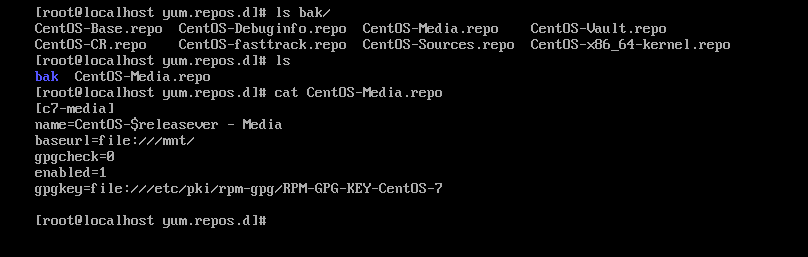 [root@localhost yum.repos.d]# ls bak/
CentOS-Base.repo  CentOS-Debuginfo.repo  CentOS-Media.repo    CentOS-Vault.repo
CentOS-CR.repo    CentOS-fasttrack.repo  CentOS-Sources.repo  CentOS-x86_64-kernel.repo
[root@localhost yum.repos.d]# ls
bak  CentOS-Media.repo
[root@localhost yum.repos.d]# cat CentOS-Media.repo
[c7-media]
name=CentOS-$releasever - Media
baseurl=file:///mnt/
gpgcheck=0
enabled=1
gpgkey=file:///etc/pki/rpm-gpg/RPM-GPG-KEY-CentOS-7
[root@localhost yum.repos.d]#